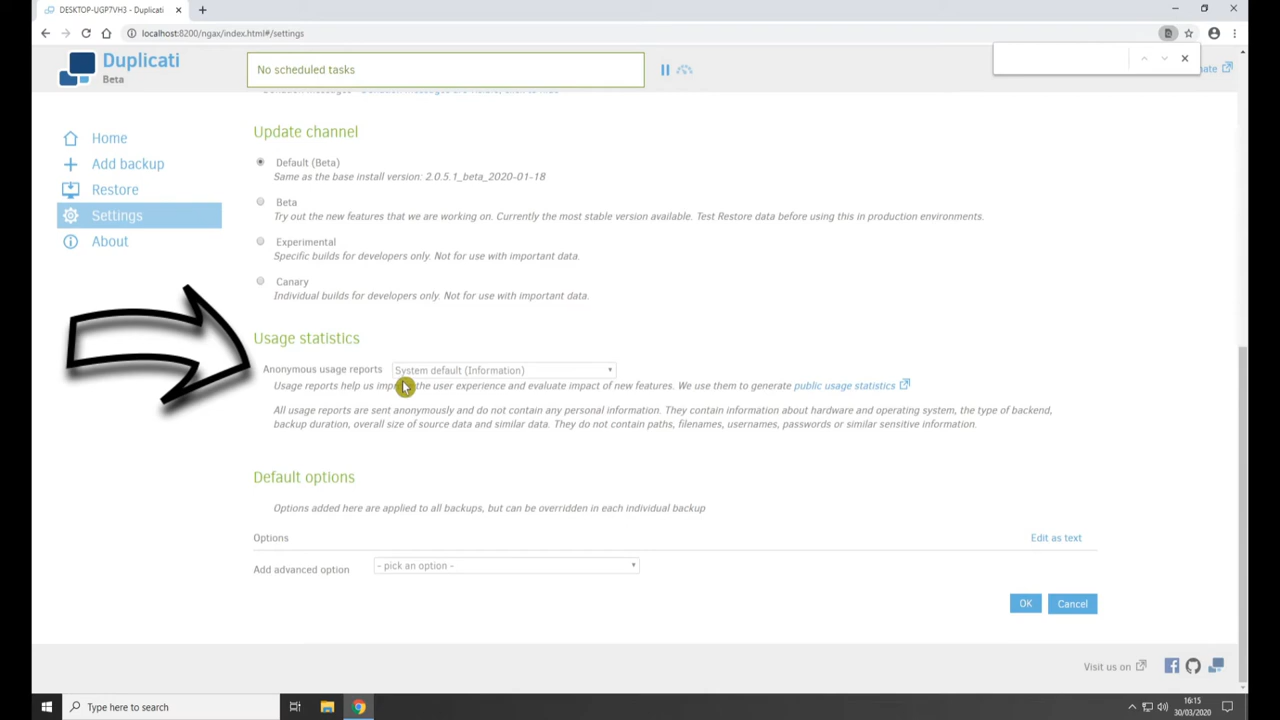 DESKTOP-UGP7VH3 - Duplicati
localhost:8200/ngax/index.html#/settings
Duplicati
Beta
No scheduled tasks
Home
Add backup
Restore
Settings
About
Update channel
Default (Beta)
Same as the base install version: 2.0.5.1_beta_2020-01-18
Beta
Try out the new features that we are working on. Currently the most stable version available. Test Restore data before using this in production environments.
Experimental
Specific builds for developers only. Not for use with important data.
Canary
Individual builds for developers only. Not for use with important data.
Usage statistics
Anonymous usage reports
System default (Information)
Usage reports help us the user experience and evaluate impact of new features. We use them to generate public usage statistics
All usage reports are sent anonymously and do not contain any personal information. They contain information about hardware and operating system, the type of backend,
backup duration, overall size of source data and similar data. They do not contain paths, filenames, usernames, passwords or similar sensitive information.
Default options
Options added here are applied to all backups, but can be overridden in each individual backup
Options
Edit as text
Add advanced option
- pick an option -
OK
Cancel
Visit us on
Type here to search
16:15
30/03/2020